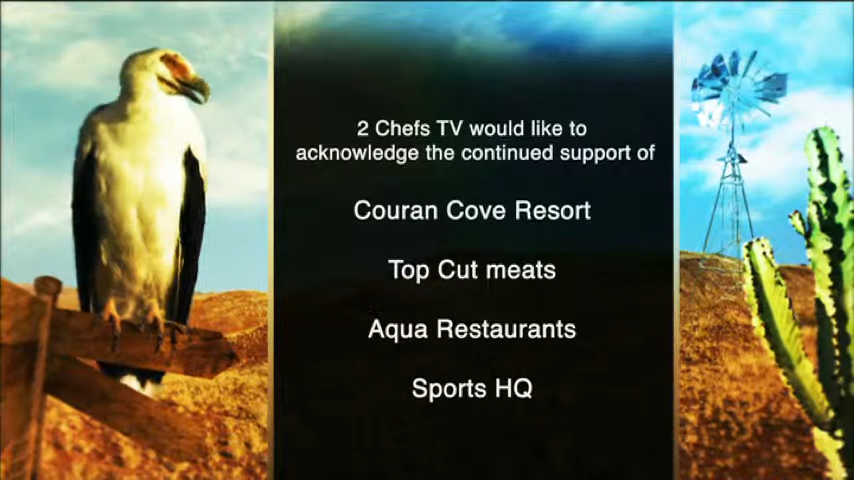 2 Chefs TV would like to
acknowledge the continued support of
Couran Cove Resort
Top Cut meats
Aqua Restaurants
Sports HQ